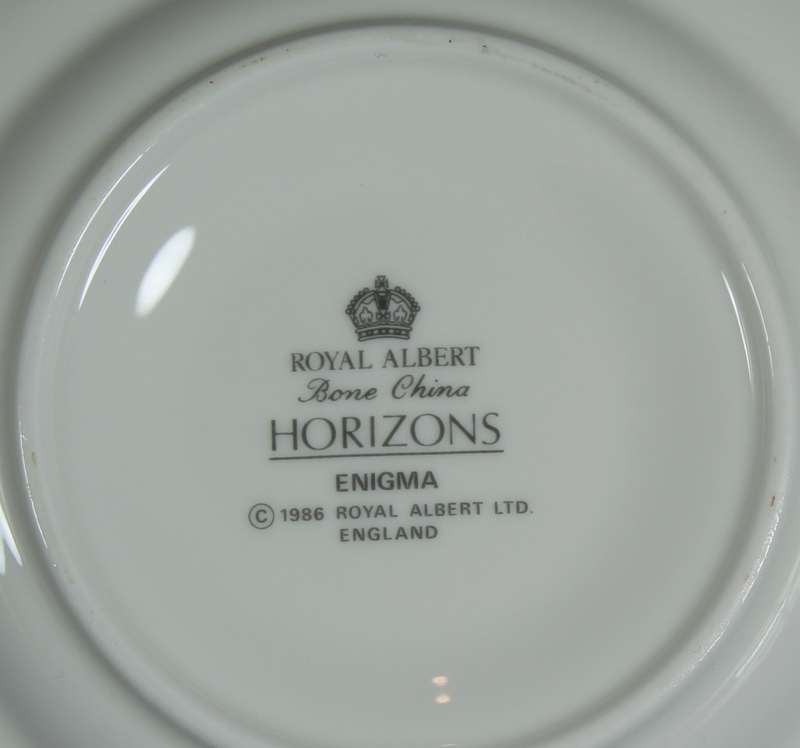 ROYAL ALBERT
Bone China
HORIZONS
ENIGMA
© 1986 ROYAL ALBERT LTD.
ENGLAND